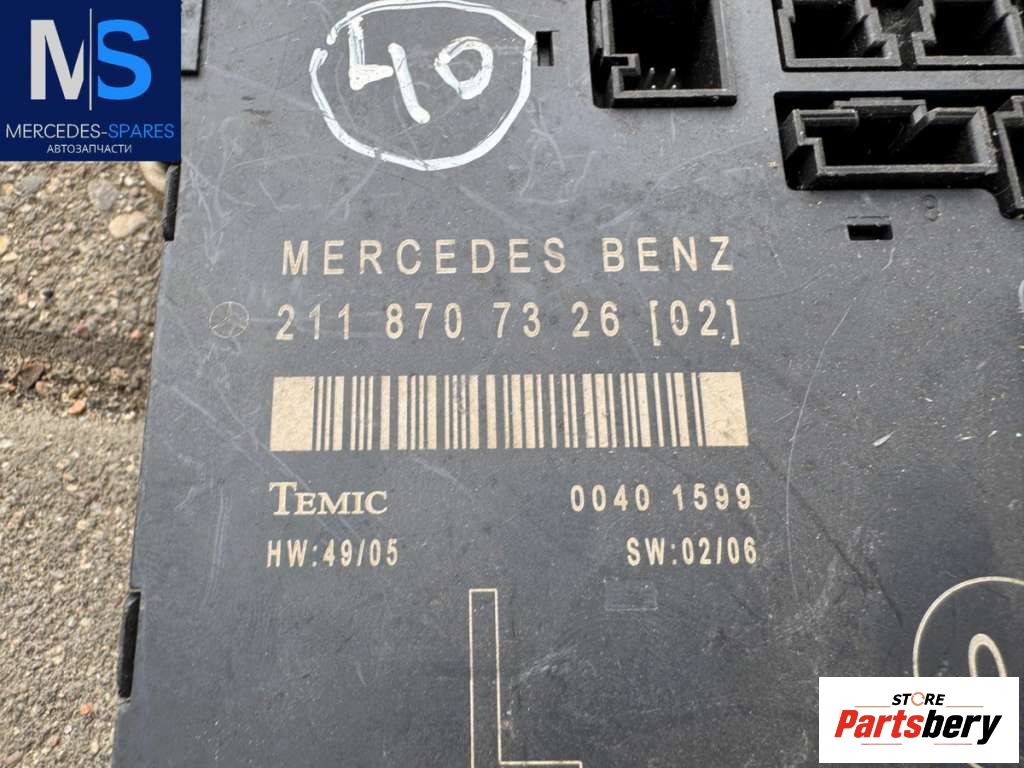 MS
MERCEDES-SPARES
АВТОЗАПЧАСТИ
40
8
MERCEDES BENZ
211 870 73 26 [02]
TEMIC 0040 1599
HW:49/05 SW:02/06
L
STORE
Partsbery